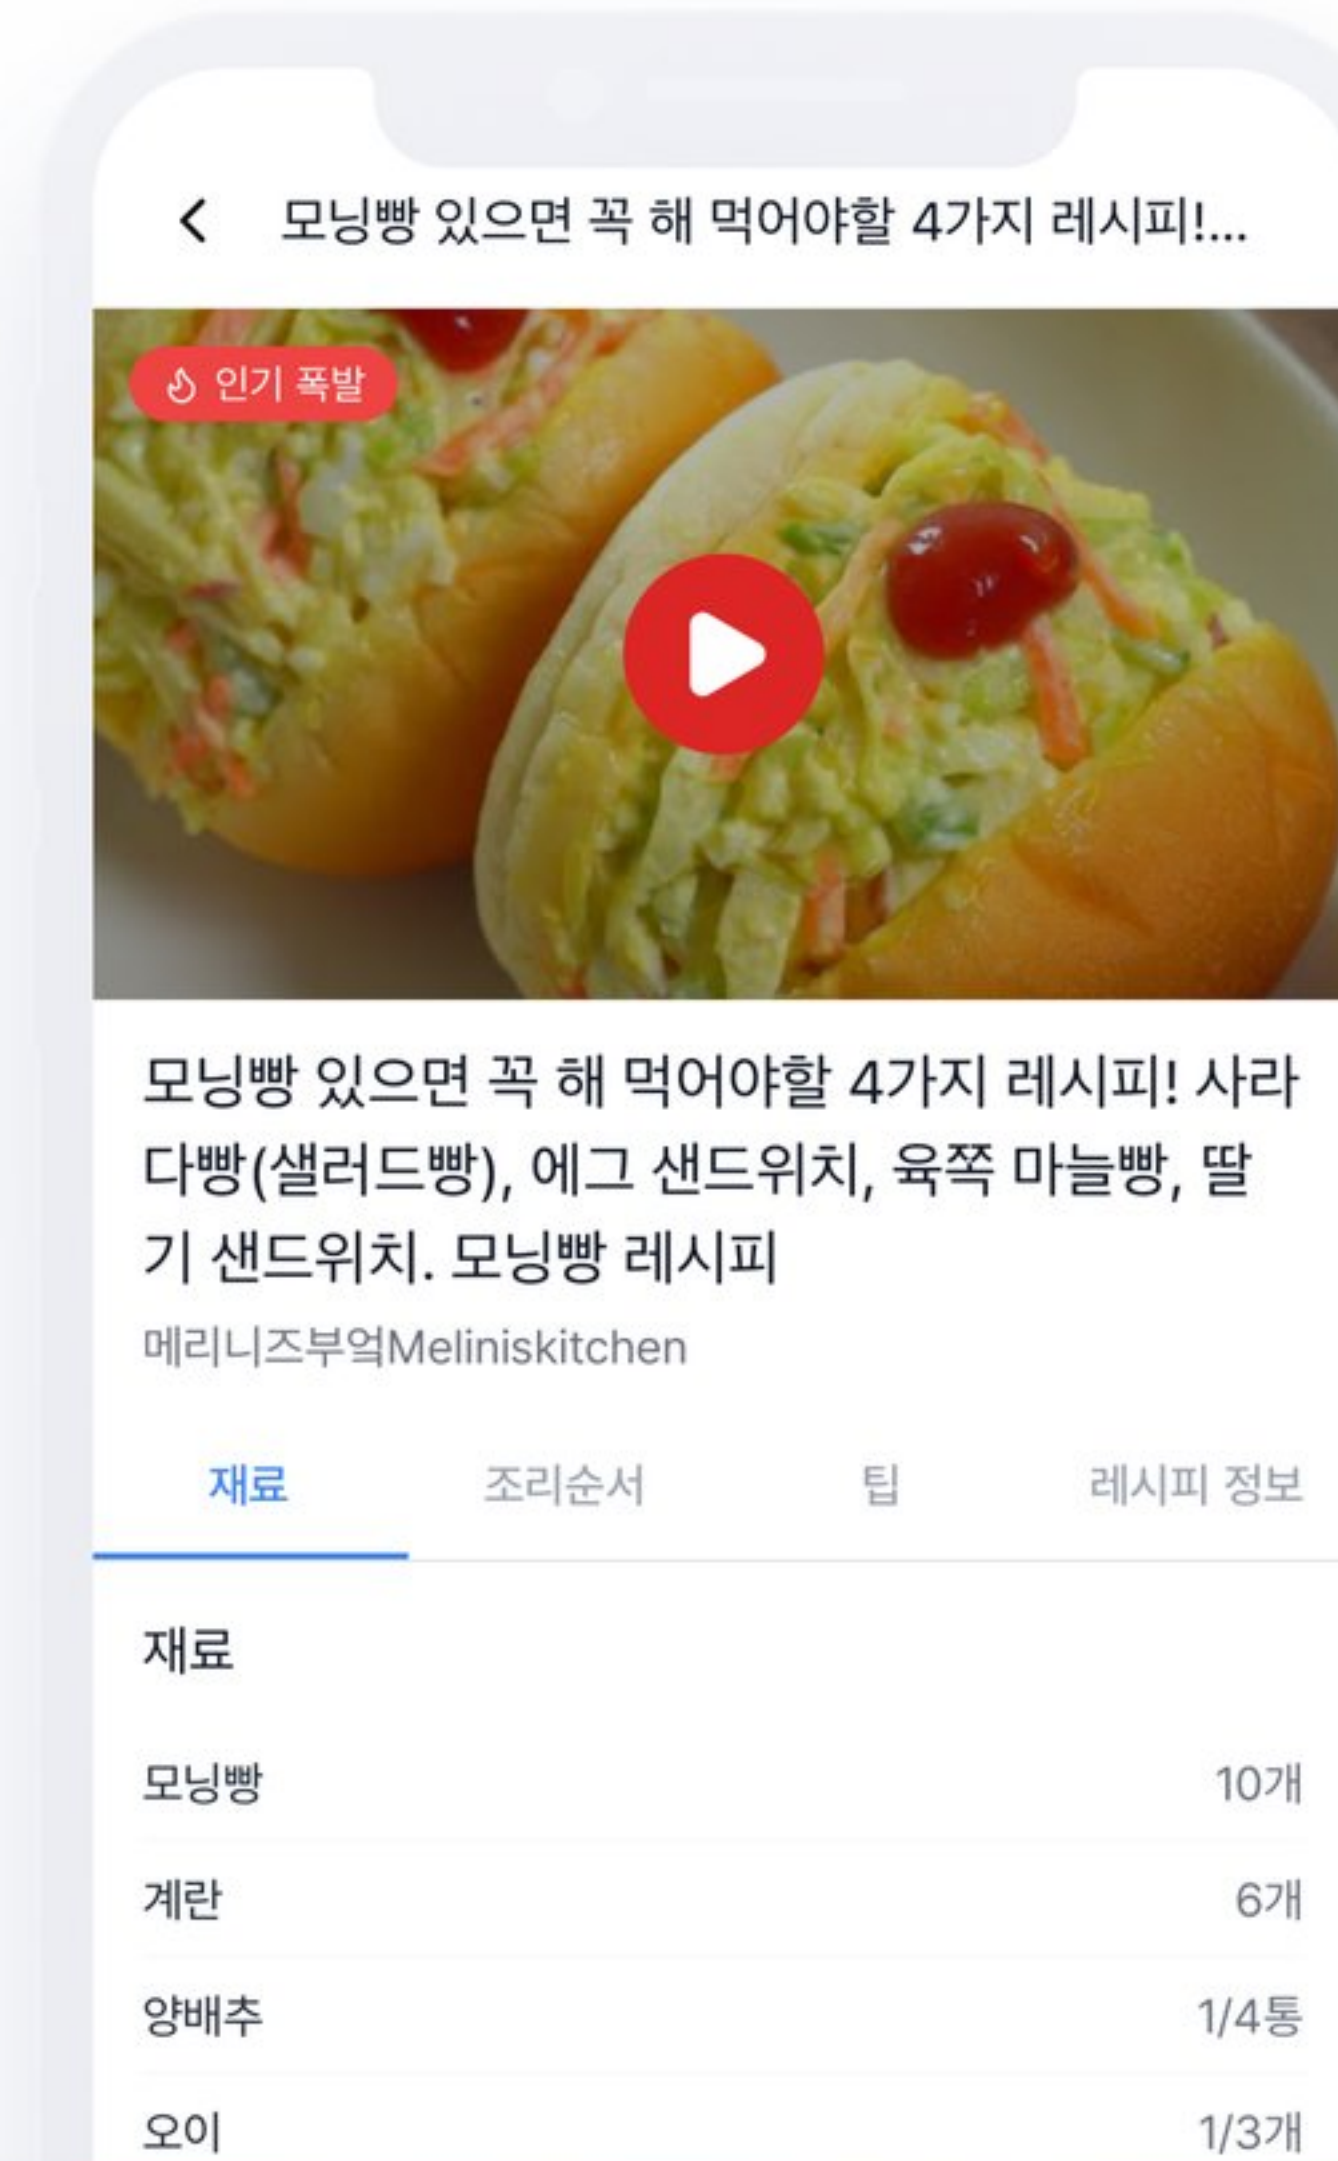 모닝빵 있으면 꼭 해 먹어야할 4가지 레시피!...
인기 폭발
모닝빵 있으면 꼭 해 먹어야할 4가지 레시피! 사라
다빵(샐러드빵), 에그 샌드위치, 육쪽 마늘빵, 딸
기 샌드위치. 모닝빵 레시피
메리니즈부엌Meliniskitchen
재료 조리순서 팁 레시피 정보
재료
모닝빵 10개
계란 6개
양배추 1/4통
오이 1/3개